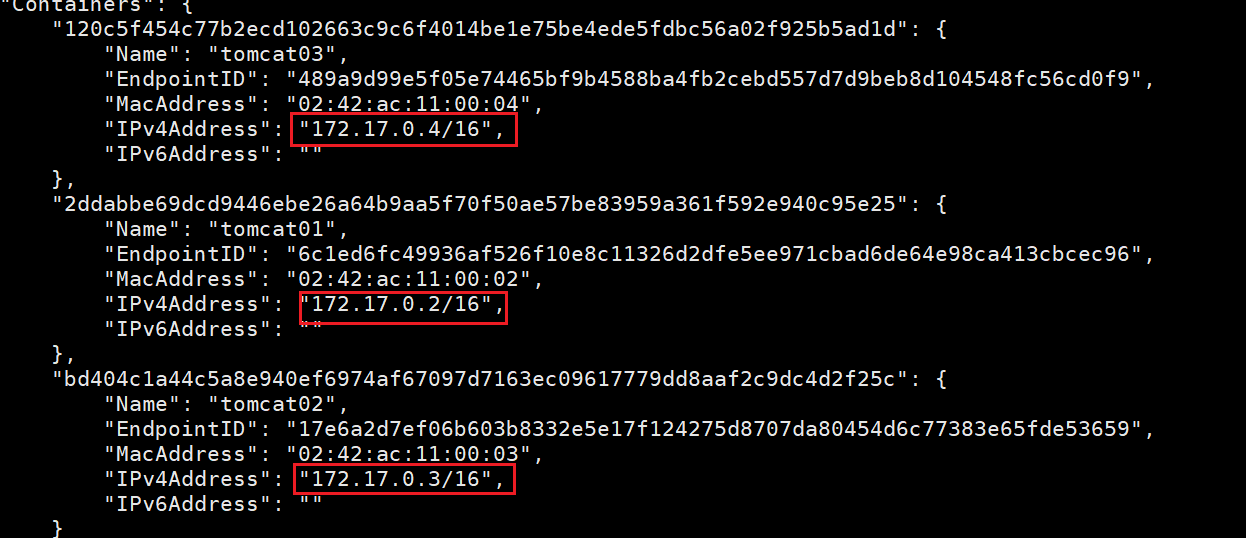 "Containers": {
"120c5f454c77b2ecd102663c9c6f4014be1e75be4ede5fdbc56a02f925b5ad1d": {
"Name": "tomcat03",
"EndpointID": "489a9d99e5f05e74465bf9b4588ba4fb2cebd557d7d9beb8d104548fc56cd0f9",
"MacAddress": "02:42:ac:11:00:04",
"IPv4Address": "172.17.0.4/16",
"IPv6Address": ""
},
"2ddabbe69dcd9446ebe26a64b9aa5f70f50ae57be83959a361f592e940c95e25": {
"Name": "tomcat01",
"EndpointID": "6c1ed6fc49936af526f10e8c11326d2dfe5ee971cbad6de64e98ca413cbcec96",
"MacAddress": "02:42:ac:11:00:02",
"IPv4Address": "172.17.0.2/16",
"IPv6Address": ""
},
"bd404c1a44c5a8e940ef6974af67097d7163ec09617779dd8aaf2c9dc4d2f25c": {
"Name": "tomcat02",
"EndpointID": "17e6a2d7ef06b603b8332e5e17f124275d8707da80454d6c77383e65fde53659",
"MacAddress": "02:42:ac:11:00:03",
"IPv4Address": "172.17.0.3/16",
"IPv6Address": ""
}